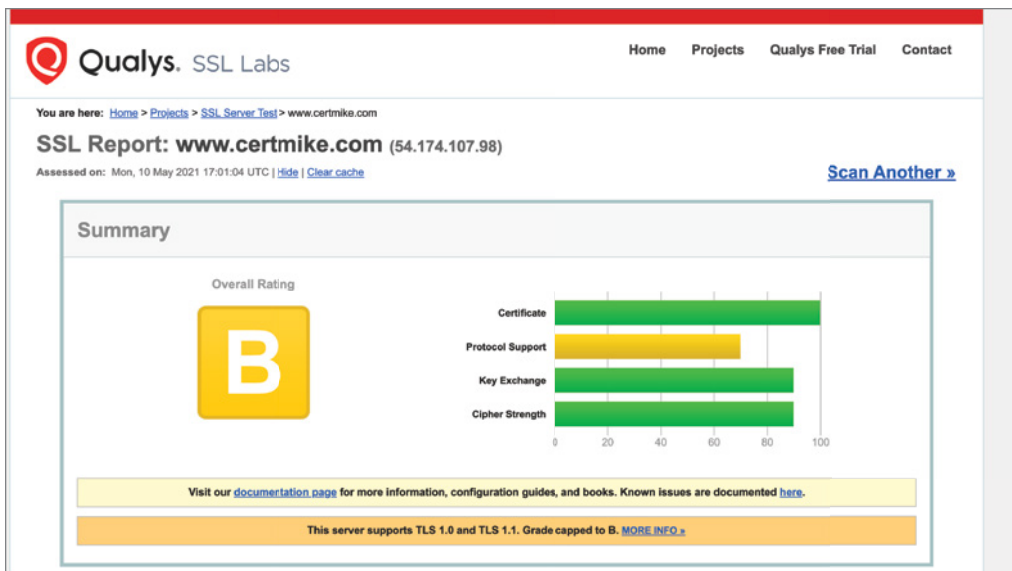 Qualys. SSL Labs
Home Projects Qualys Free Trial Contact
You are here: Home > Projects > SSL Server Test > www.certmike.com
SSL Report: www.certmike.com (54.174.107.98)
Assessed on: Mon, 10 May 2021 17:01:04 UTC | Hide | Clear cache
Scan Another »
Summary
Overall Rating
B
Certificate
Protocol Support
Key Exchange
Cipher Strength
0 20 40 60 80 100
Visit our documentation page for more information, configuration guides, and books. Known issues are documented here.
This server supports TLS 1.0 and TLS 1.1. Grade capped to B. MORE INFO »